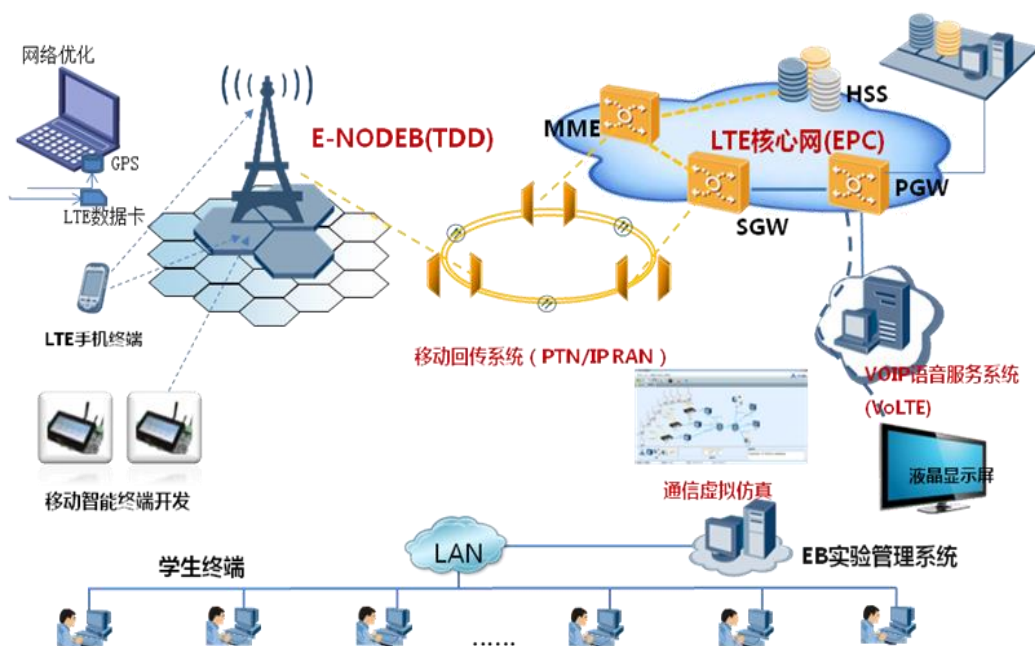 网络优化
GPS
LTE数据卡
LTE手机终端
移动智能终端开发
E-NODEB(TDD)
移动回传系统（PTN/IP RAN）
MME
HSS
LTE核心网(EPC)
SGW
PGW
VOIP语音服务系统
(VoLTE)
液晶显示屏
通信虚拟仿真
LAN
EB实验管理系统
学生终端
......